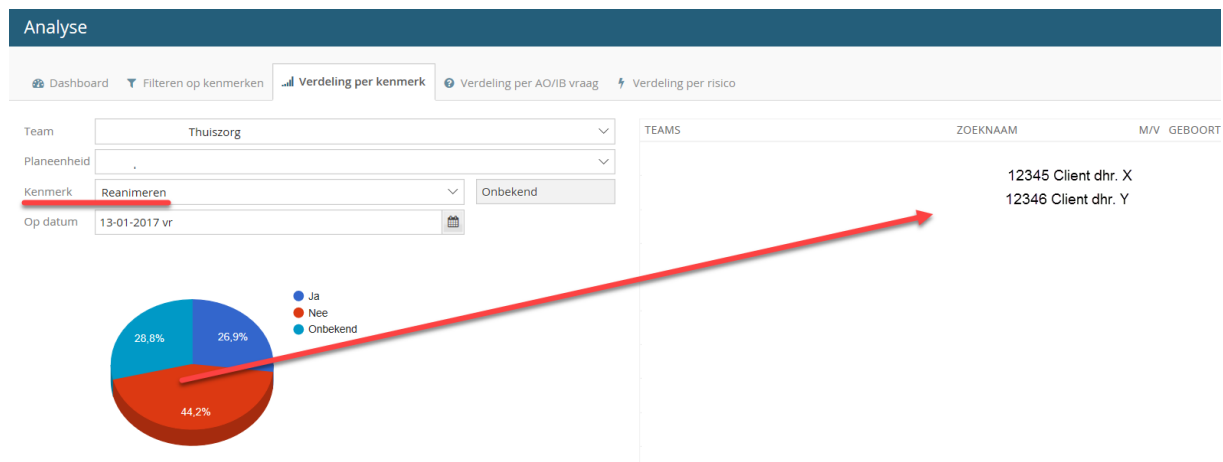 Analyse
Dashboard Filteren op kenmerken Verdeling per kenmerk Verdeling per AO/IB vraag Verdeling per risico
Team Thuiszorg
Planeenheid .
Kenmerk Reanimeren Onbekend
Op datum 13-01-2017 vr
Ja
Nee
Onbekend
28,8% 26,9%
44,2%
TEAMS ZOEKNAAM M/V GEBOORT
12345 Client dhr. X
12346 Client dhr. Y